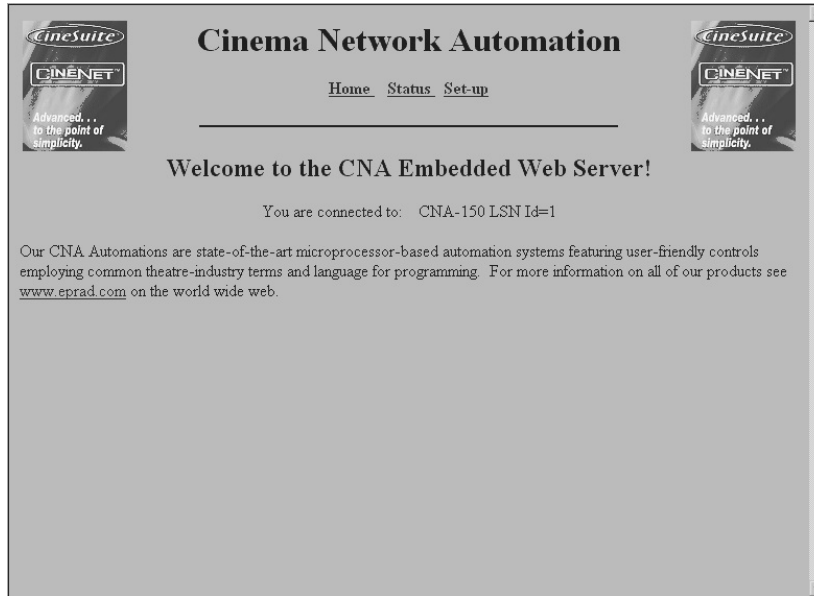 CineSuite
CINENET™
Advanced. . .
to the point of
simplicity.
Cinema Network Automation
Home Status Set-up
CineSuite
CINENET™
Advanced. . .
to the point of
simplicity.
Welcome to the CNA Embedded Web Server!
You are connected to: CNA-150 LSN Id=1
Our CNA Automations are state-of-the-art microprocessor-based automation systems featuring user-friendly controls
employing common theatre-industry terms and language for programming. For more information on all of our products see
www.eprad.com on the world wide web.